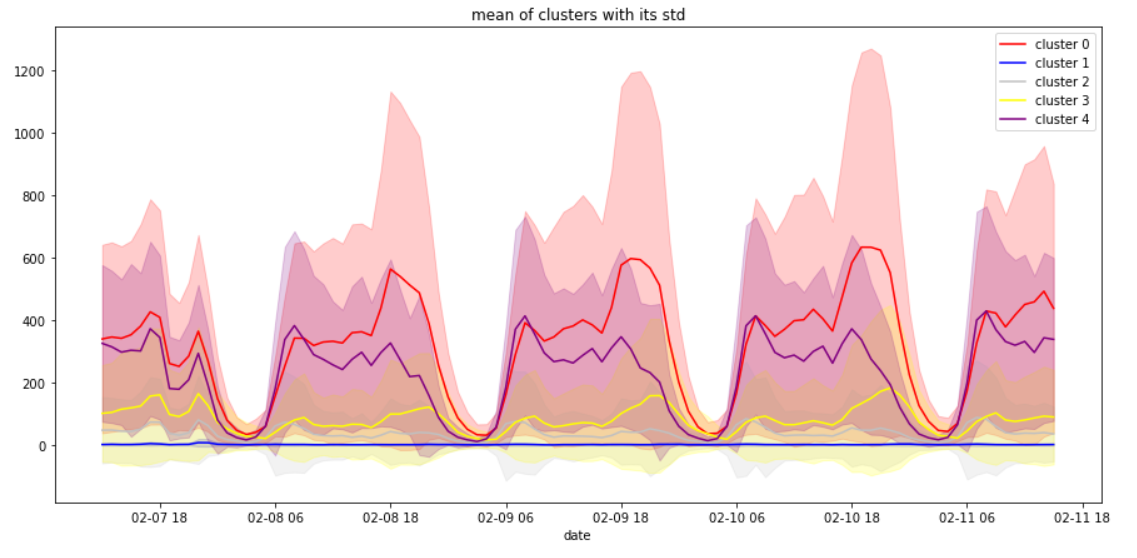 mean of clusters with its std
1200
1000
800
600
400
200
0
cluster 0
cluster 1
cluster 2
cluster 3
cluster 4
02-07 18
02-08 06
02-08 18
02-09 06
02-09 18
02-10 06
02-10 18
02-11 06
02-11 18
date